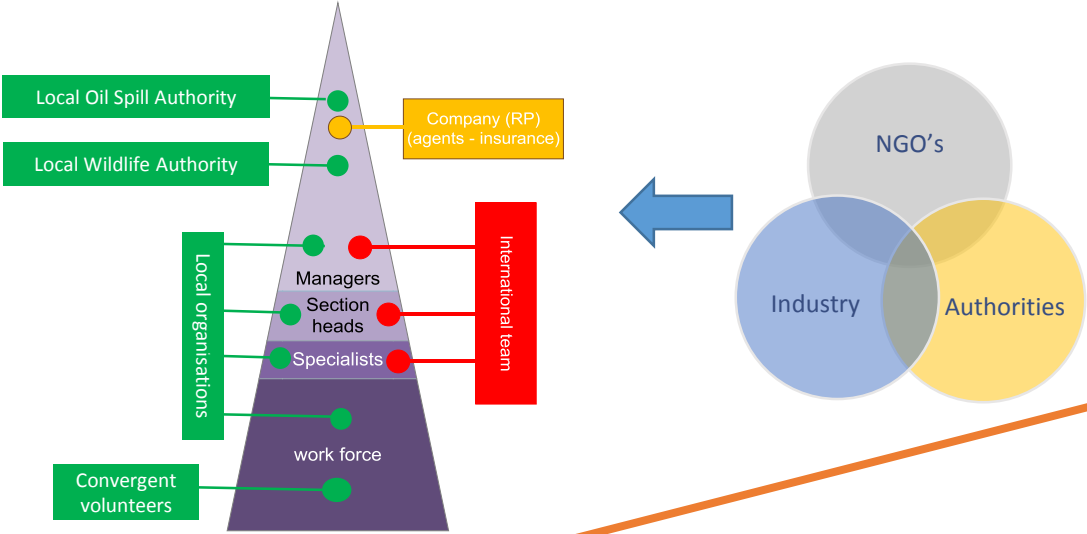 Local Oil Spill Authority
Company (RP)
(agents - insurance)
Local Wildlife Authority
NGO's
Local organisations
International team
Managers
Section
heads
Specialists
Industry
Authorities
work force
Convergent
volunteers